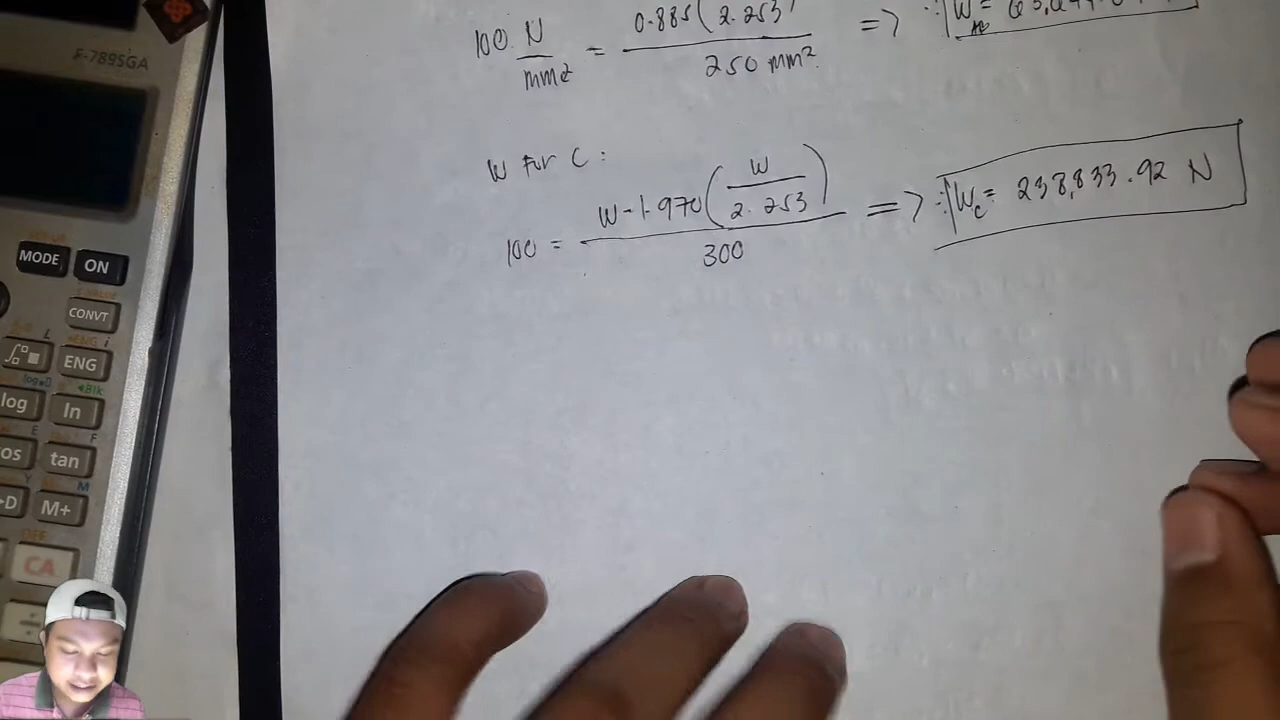 F-789SGA
100 N/mm² = 0.885(2.253) / 250 mm² =>
W for C:
100 = W-1.970(W/2.253) / 300 => ∴ Wc = 238,833.92 N
MODE ON
CONVT
ENG
log ln
tan
M+
OFF
CA